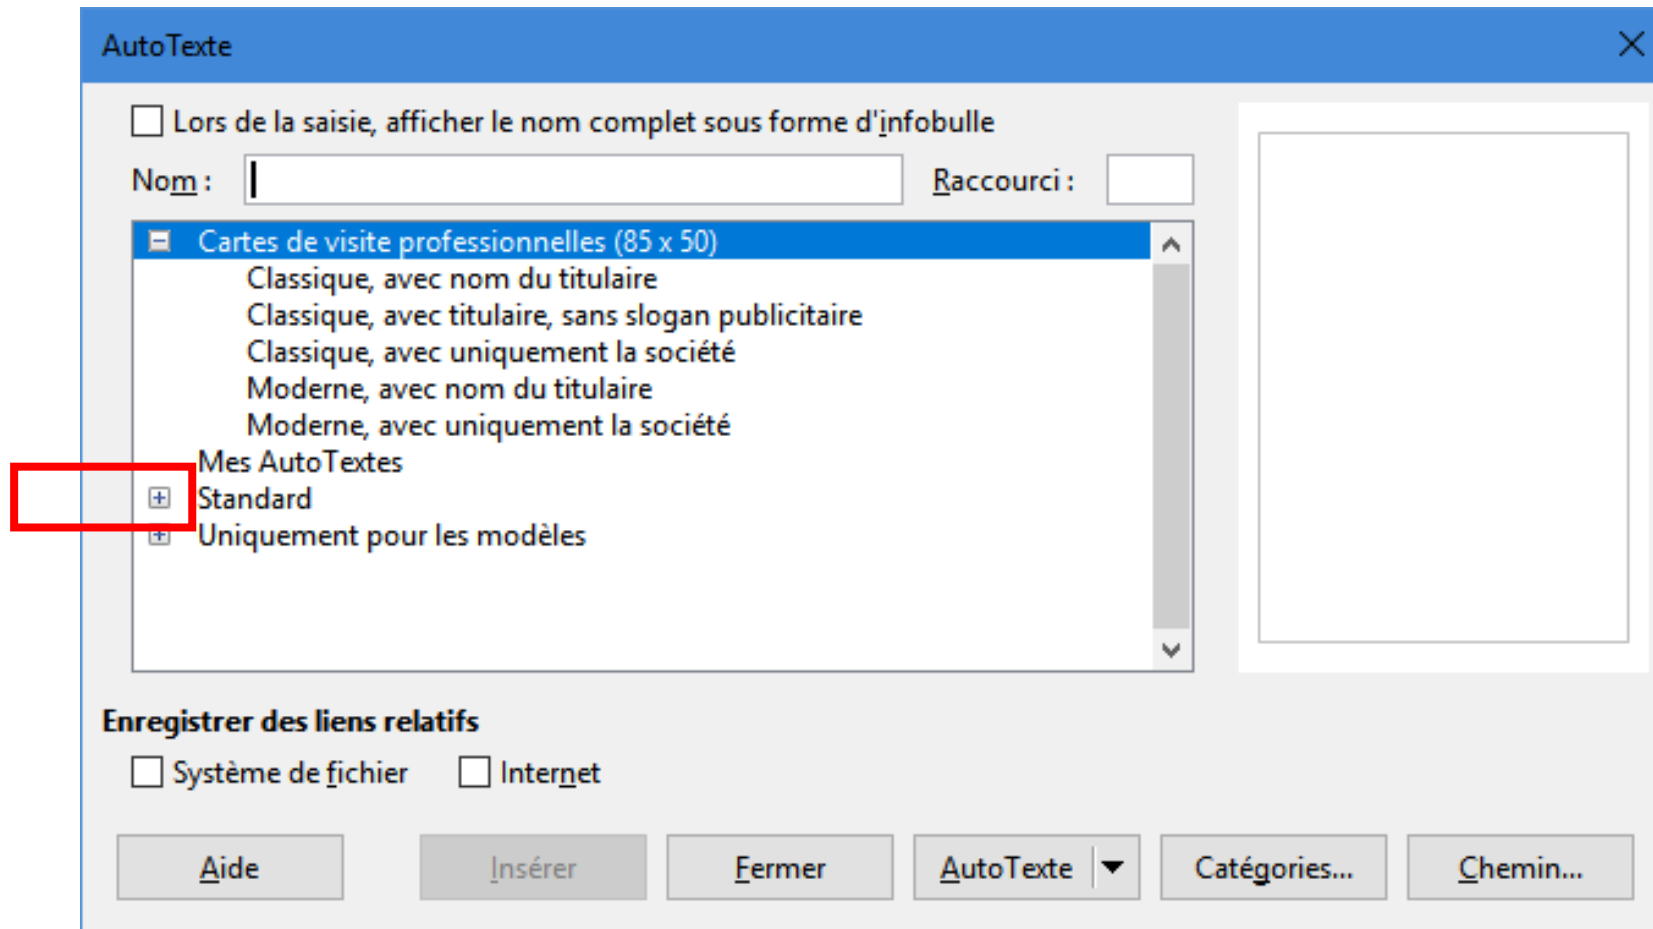 AutoTexte
Lors de la saisie, afficher le nom complet sous forme d'infobulle
Nom : Raccourci :
Cartes de visite professionnelles (85 x 50)
Classique, avec nom du titulaire
Classique, avec titulaire, sans slogan publicitaire
Classique, avec uniquement la société
Moderne, avec nom du titulaire
Moderne, avec uniquement la société
Mes AutoTextes
Standard
Uniquement pour les modèles
Enregistrer des liens relatifs
Système de fichier Internet
Aide Insérer Fermer AutoTexte Catégories... Chemin...